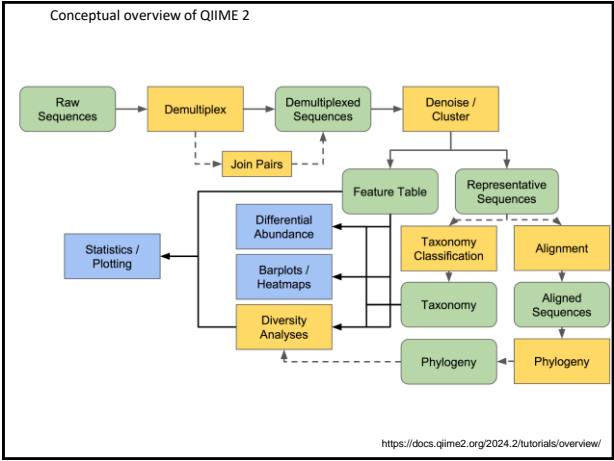 Conceptual overview of QIIME 2
Raw
Sequences
Demultiplex
Demultiplexed
Sequences
Denoise /
Cluster
Join Pairs
Feature Table
Representative
Sequences
Differential
Abundance
Taxonomy
Classification
Alignment
Statistics /
Plotting
Barplots /
Heatmaps
Taxonomy
Aligned
Sequences
Diversity
Analyses
Phylogeny
Phylogeny
https://docs.qiime2.org/2024.2/tutorials/overview/